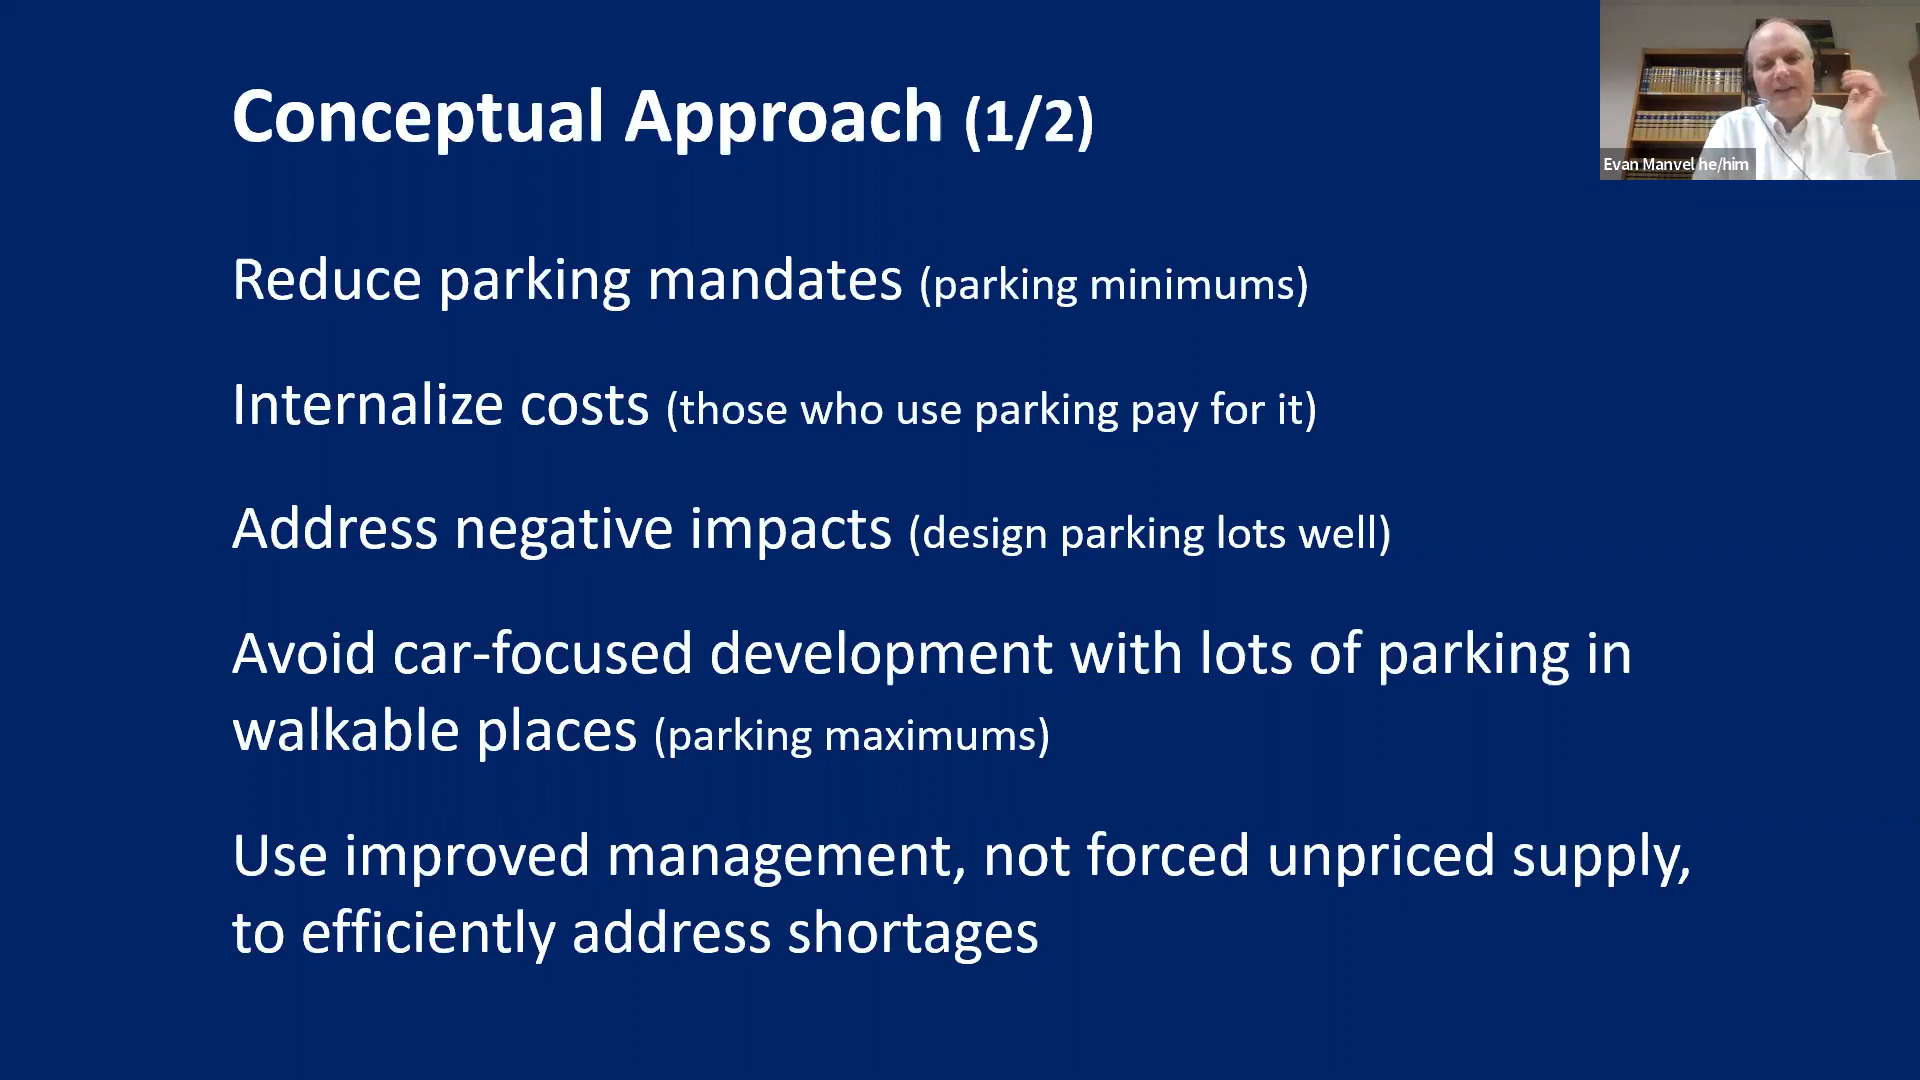 Conceptual Approach (1/2)
Evan Manvel he/him
Reduce parking mandates (parking minimums)
Internalize costs (those who use parking pay for it)
Address negative impacts (design parking lots well)
Avoid car-focused development with lots of parking in
walkable places (parking maximums)
Use improved management, not forced unpriced supply,
to efficiently address shortages